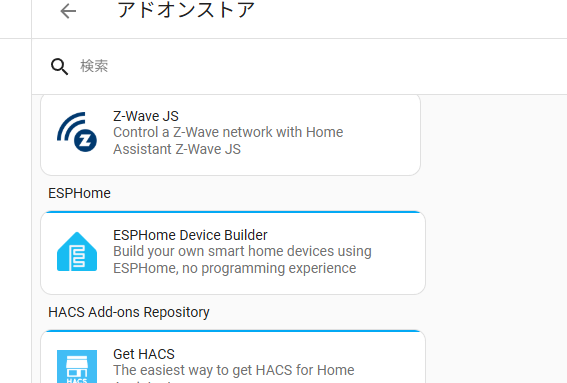 アドオンストア
検索
Z-Wave JS
Control a Z-Wave network with Home
Assistant Z-Wave JS
ESPHome
ESPHome Device Builder
Build your own smart home devices using
ESPHome, no programming experience
HACS Add-ons Repository
Get HACS
The easiest way to get HACS for Home
HACS